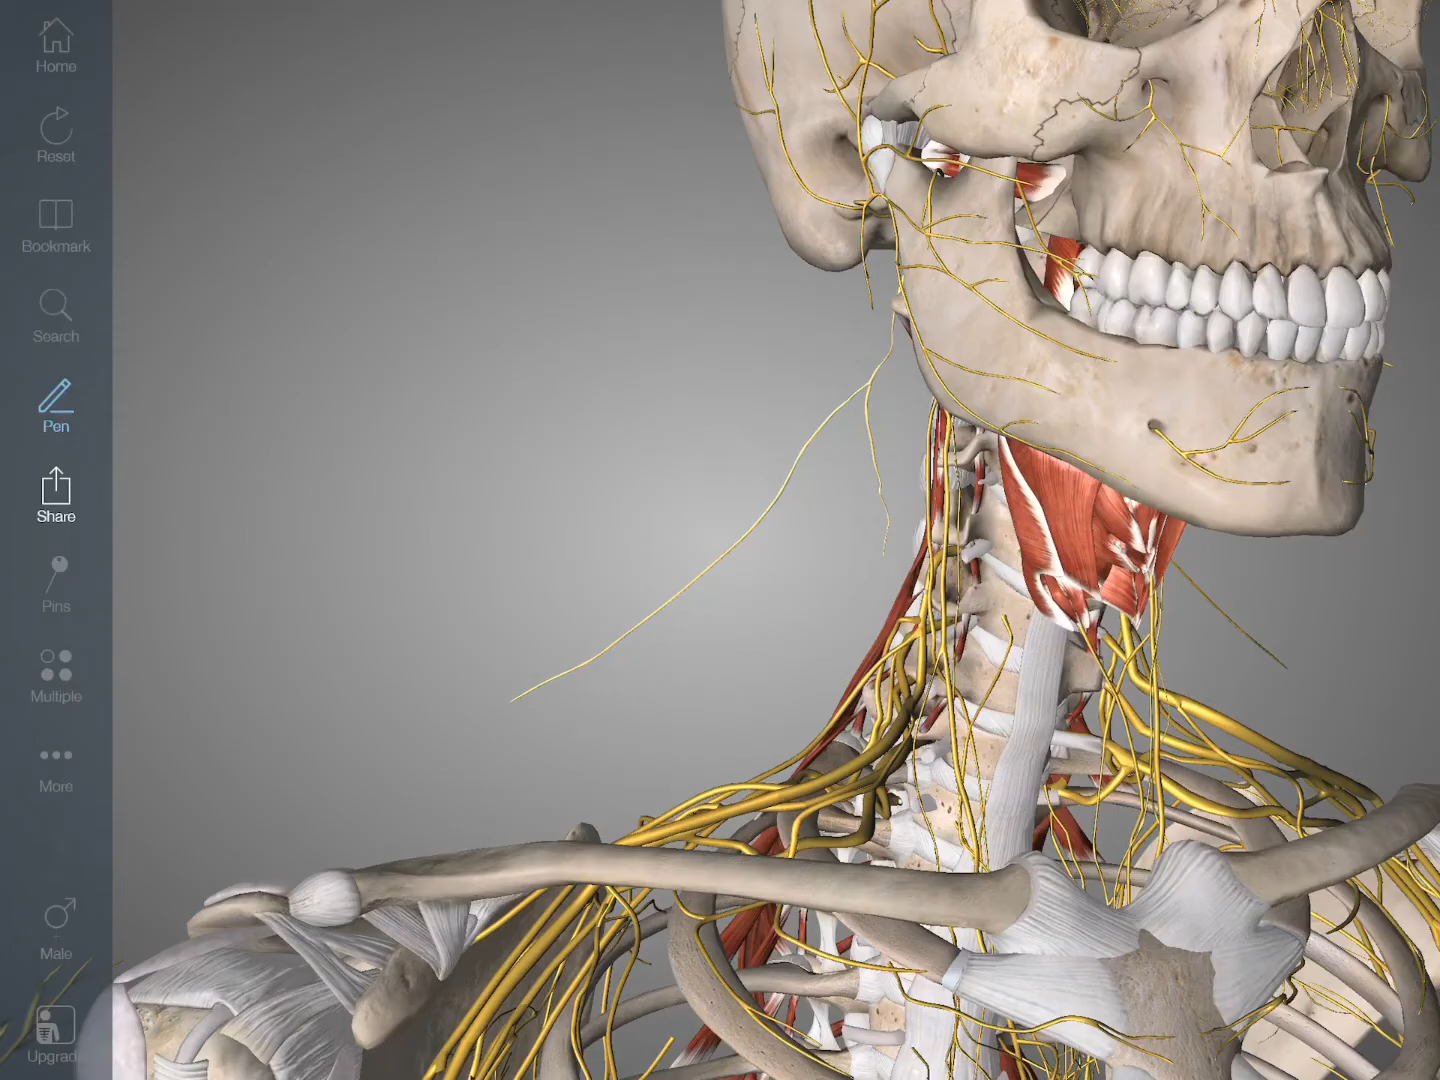 Home
Reset
Bookmark
Search
Pen
Share
Pins
Multiple
More
Male